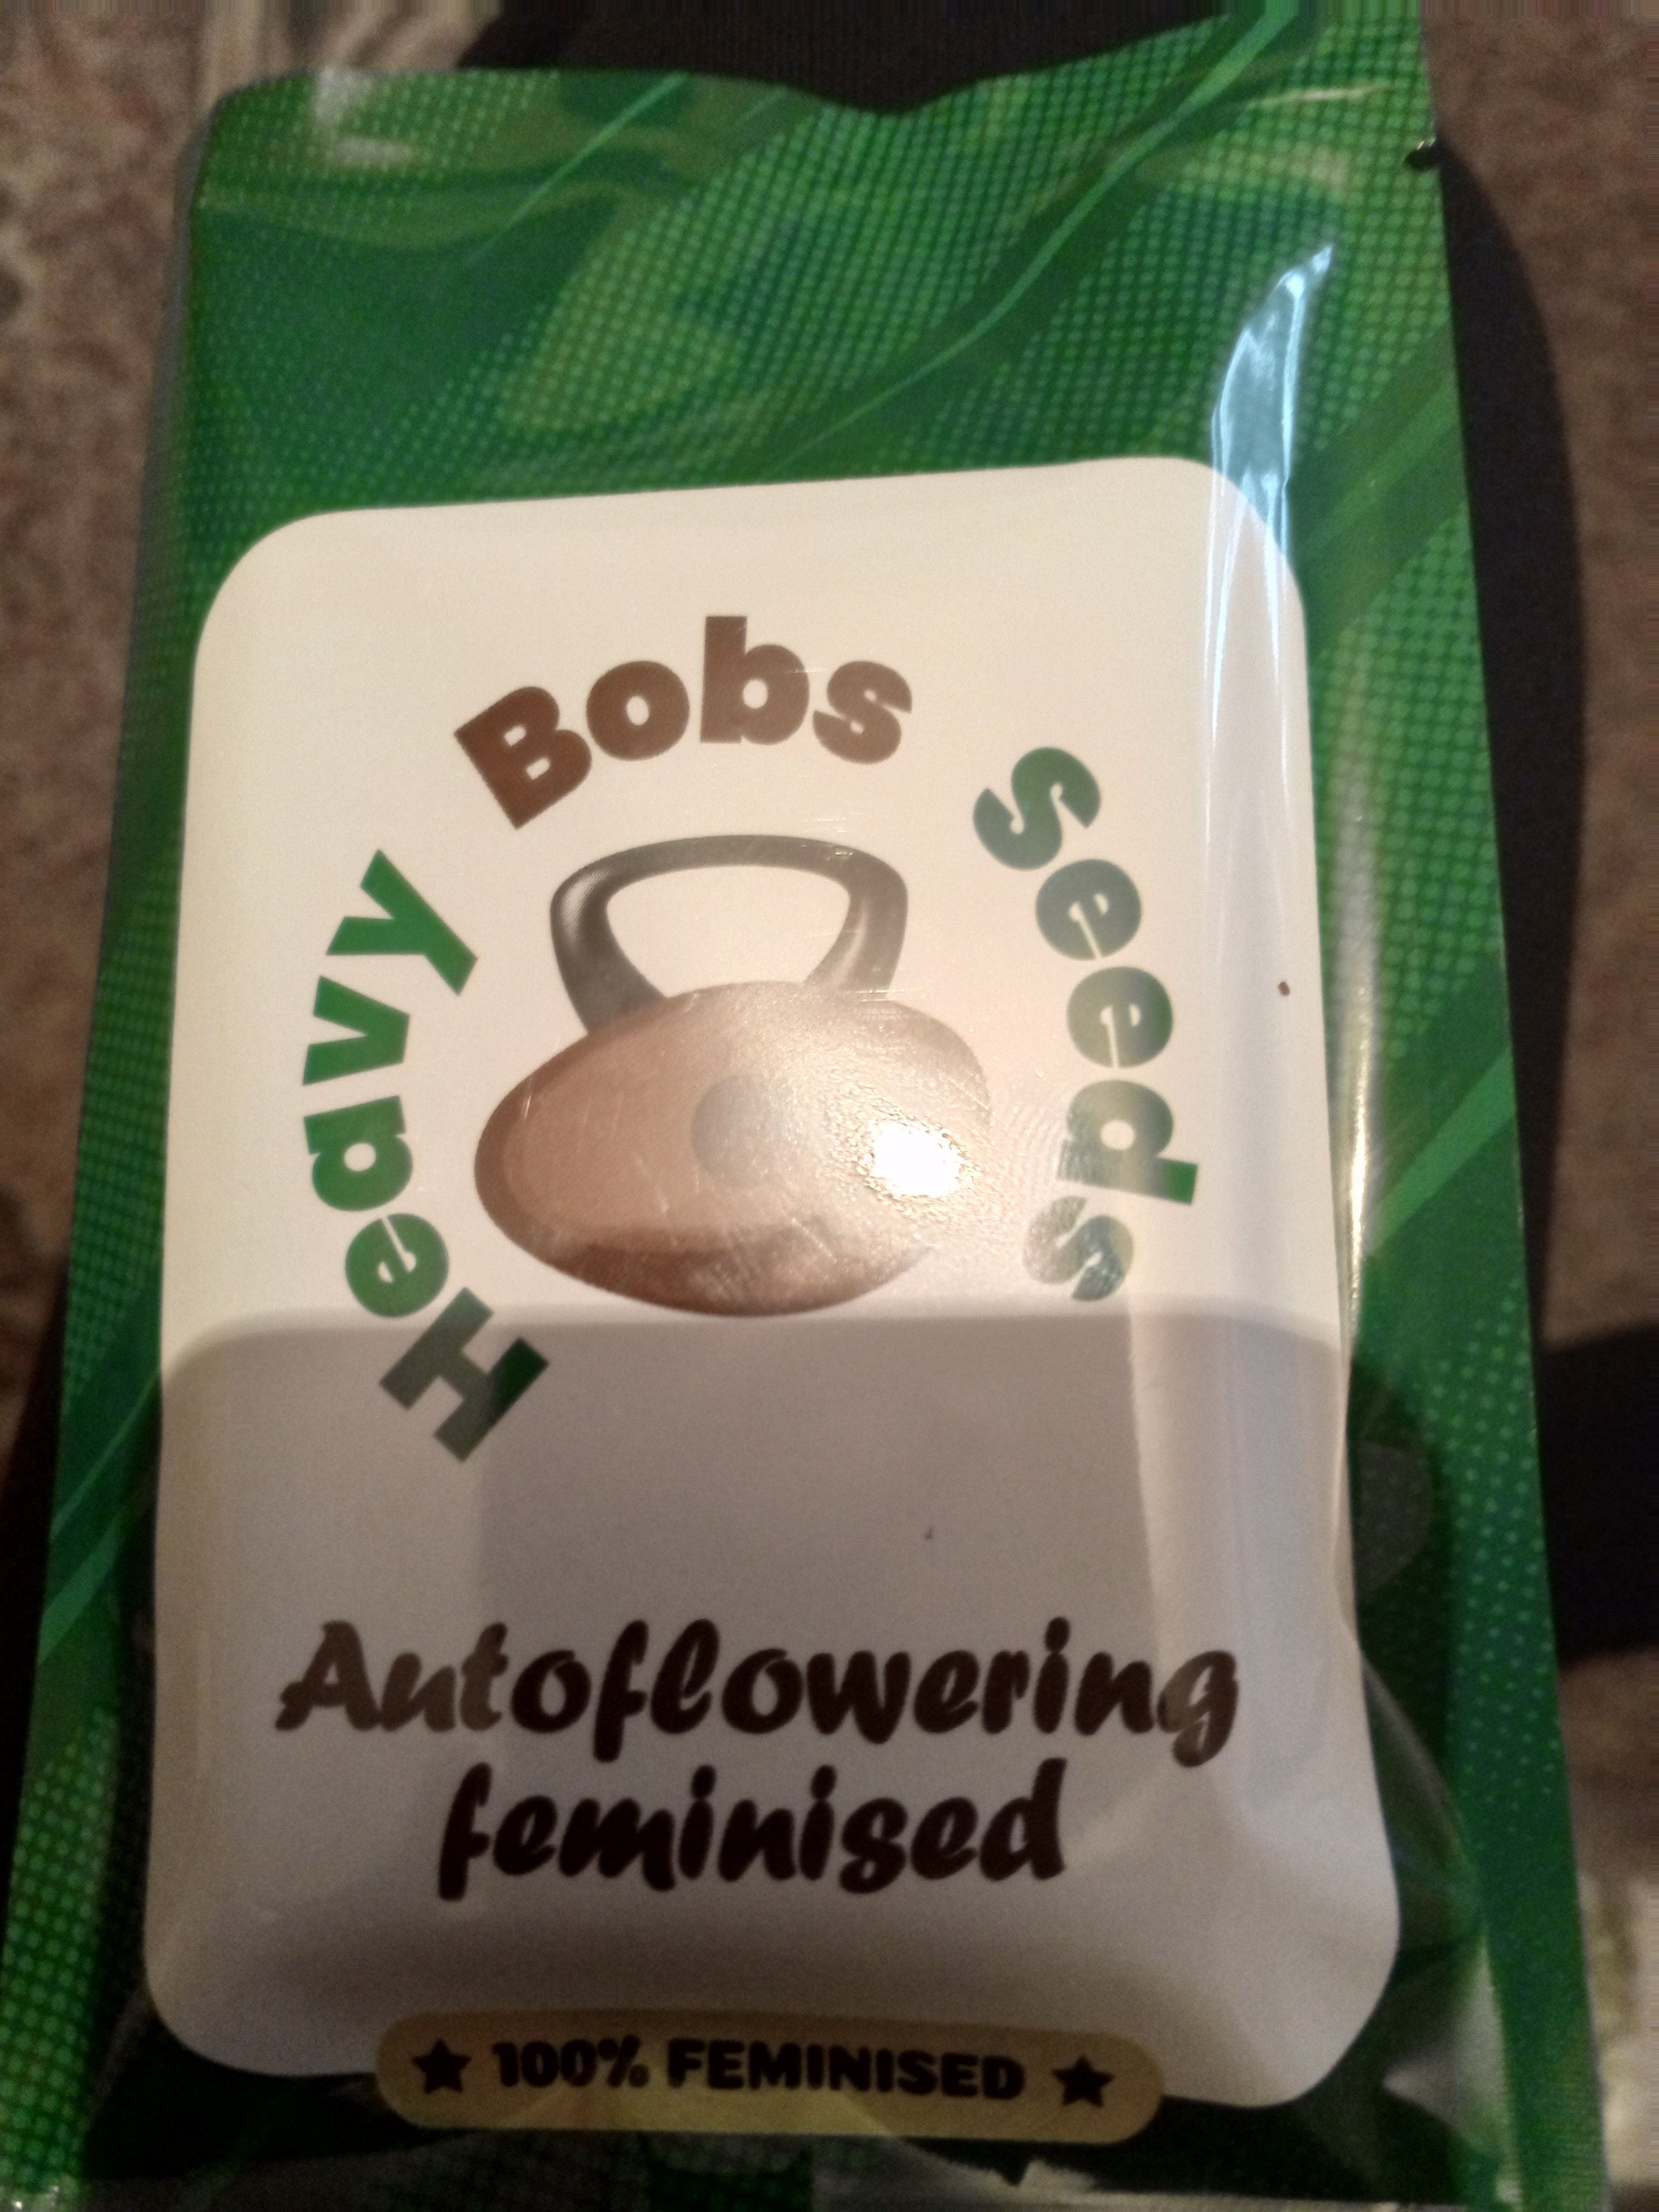 Heavy Bobs Seeds
Autoflowering
feminised
★ 100% FEMINISED ★